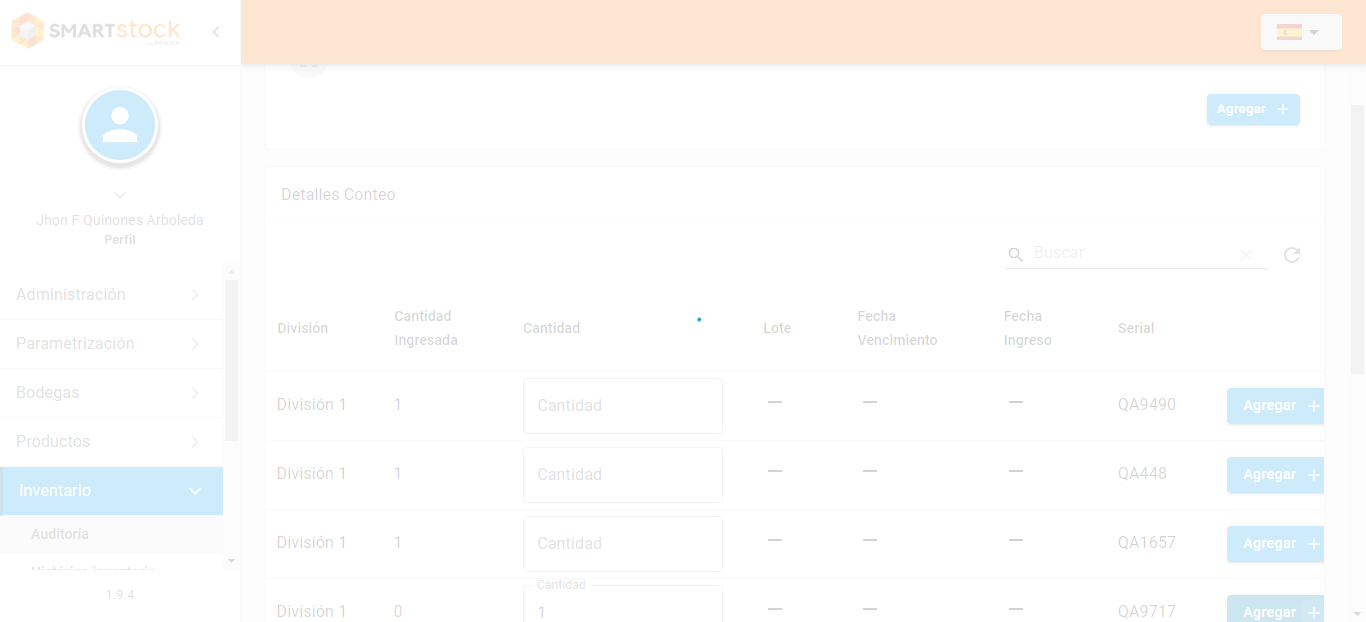 SMARTstock
Agregar
Detalles Conteo
Jhon F Quinones Arboleda
Perfil
Buscar
Administración
Parametrización
Bodegas
Productos
Inventario
Auditoría
Histórico inventario
1.9.4
División Cantidad Ingresada Cantidad Lote Fecha Vencimiento Fecha Ingreso Serial
División 1 1 Cantidad — — — QA9490 Agregar +
División 1 1 Cantidad — — — QA448 Agregar +
División 1 1 Cantidad — — — QA1657 Agregar +
Cantidad
División 1 0 1 — — — QA9717 Agregar +